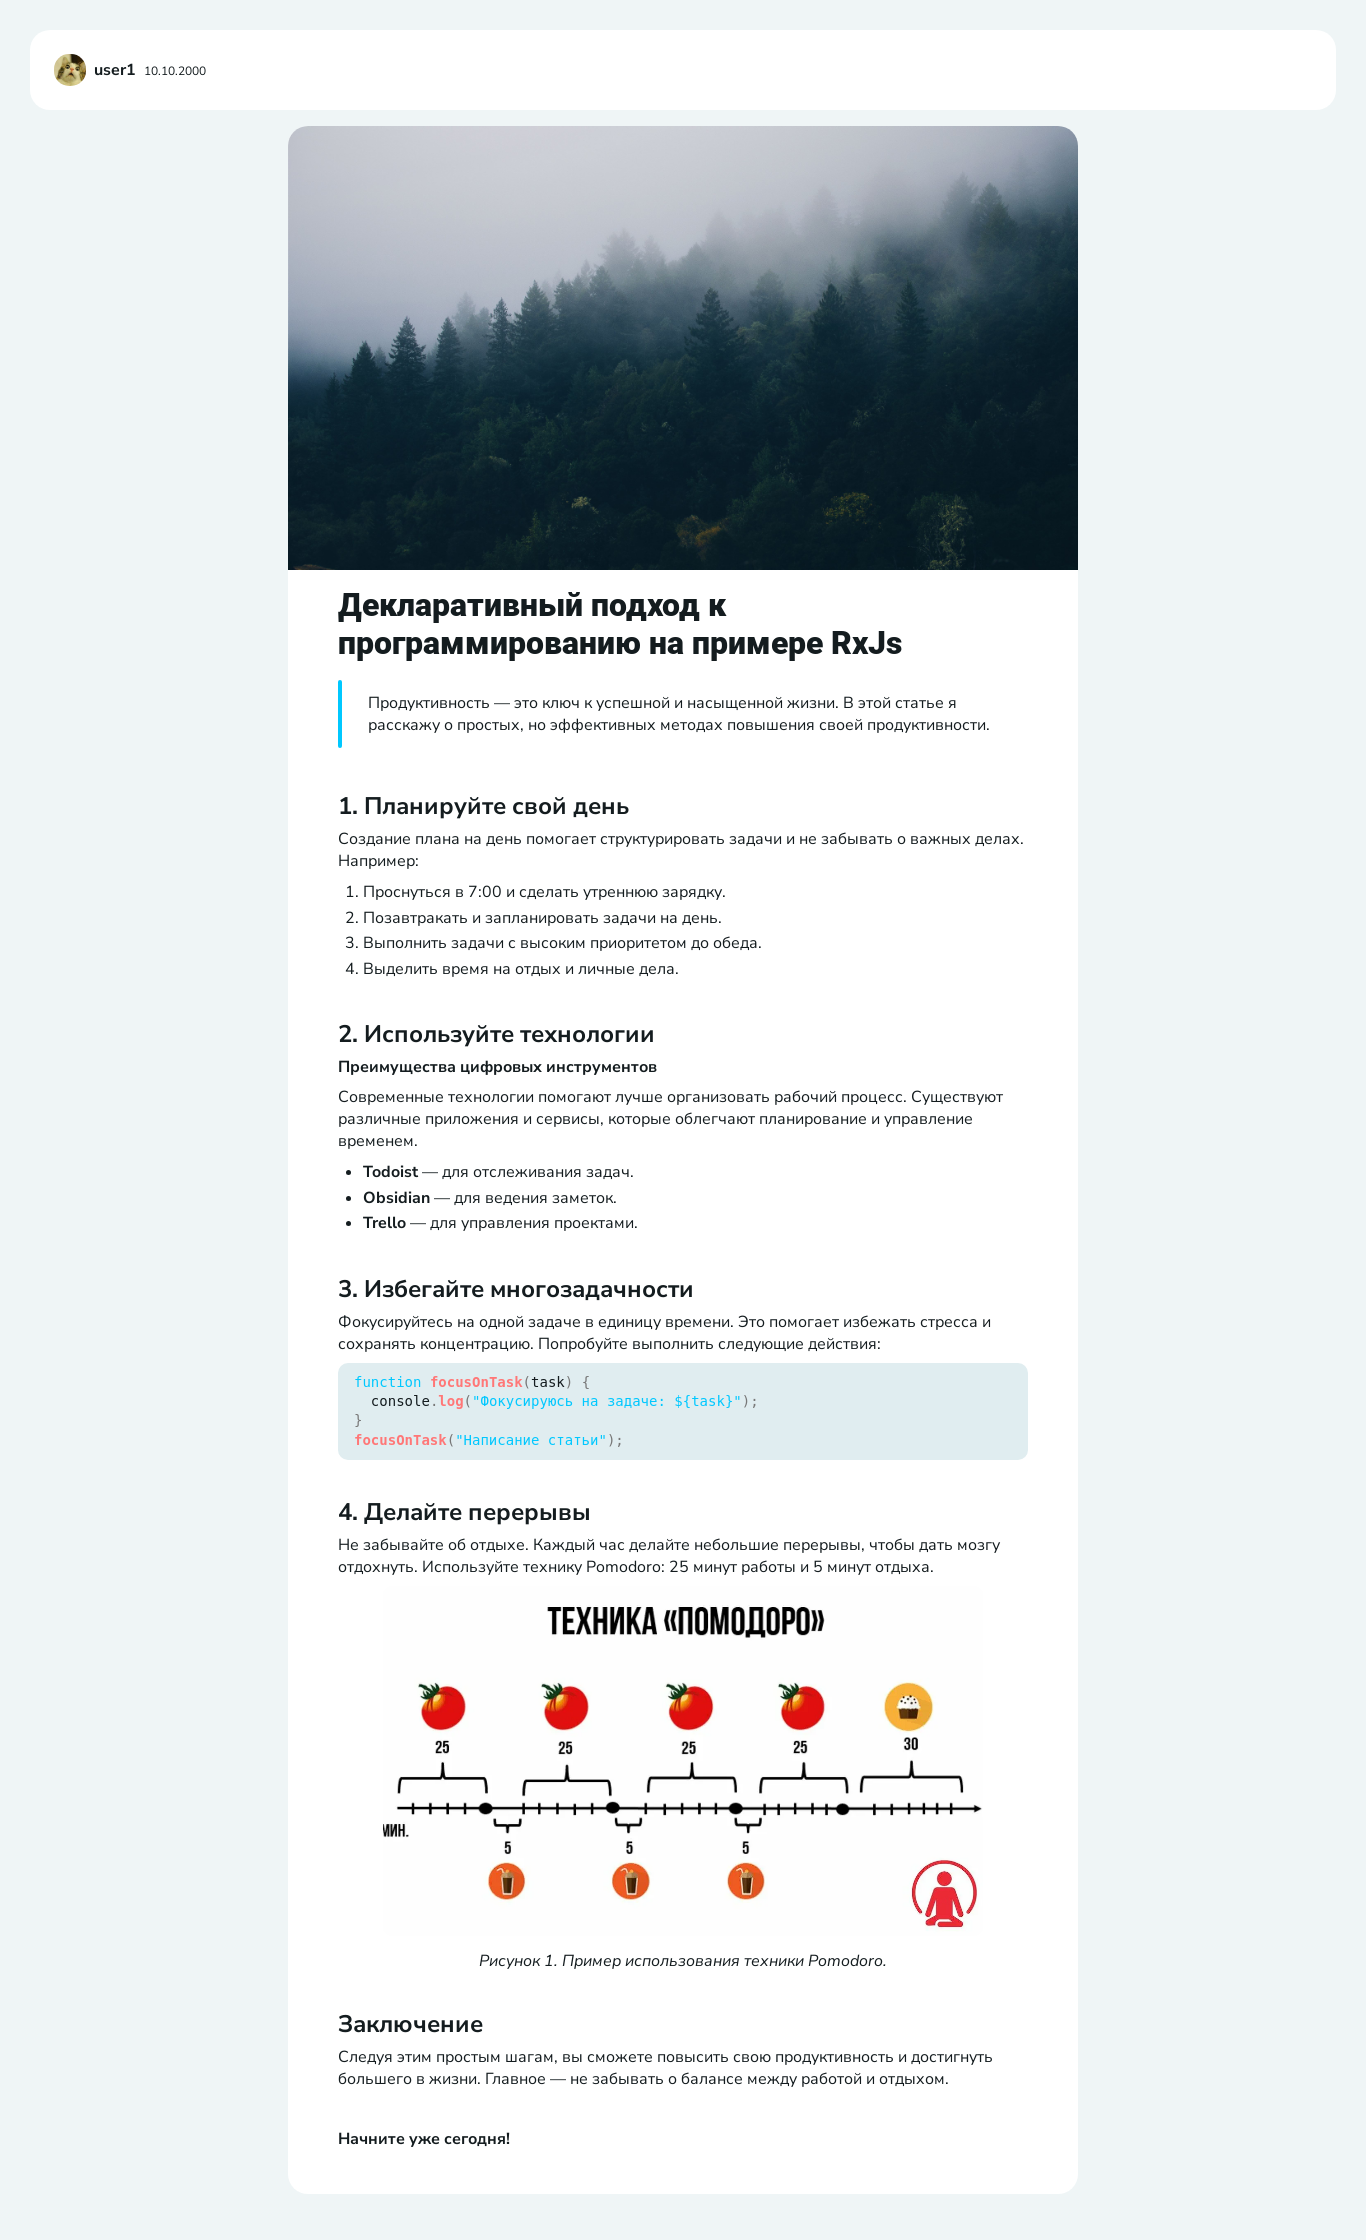 user1 10.10.2000
Декларативный подход к
программированию на примере RxJs
Продуктивность — это ключ к успешной и насыщенной жизни. В этой статье я
расскажу о простых, но эффективных методах повышения своей продуктивности.
1. Планируйте свой день
Создание плана на день помогает структурировать задачи и не забывать о важных делах.
Например:
1. Проснуться в 7:00 и сделать утреннюю зарядку.
2. Позавтракать и запланировать задачи на день.
3. Выполнить задачи с высоким приоритетом до обеда.
4. Выделить время на отдых и личные дела.
2. Используйте технологии
Преимущества цифровых инструментов
Современные технологии помогают лучше организовать рабочий процесс. Существуют
различные приложения и сервисы, которые облегчают планирование и управление
временем.
• Todoist — для отслеживания задач.
• Obsidian — для ведения заметок.
• Trello — для управления проектами.
3. Избегайте многозадачности
Фокусируйтесь на одной задаче в единицу времени. Это помогает избежать стресса и
сохранять концентрацию. Попробуйте выполнить следующие действия:
function focusOnTask(task) {
  console.log("Фокусируюсь на задаче: ${task}");
}
focusOnTask("Написание статьи");
4. Делайте перерывы
Не забывайте об отдыхе. Каждый час делайте небольшие перерывы, чтобы дать мозгу
отдохнуть. Используйте технику Pomodoro: 25 минут работы и 5 минут отдыха.
ТЕХНИКА «ПОМОДОРО»
25 25 25 25 30
МИН.
5 5 5
Рисунок 1. Пример использования техники Pomodoro.
Заключение
Следуя этим простым шагам, вы сможете повысить свою продуктивность и достигнуть
большего в жизни. Главное — не забывать о балансе между работой и отдыхом.
Начните уже сегодня!